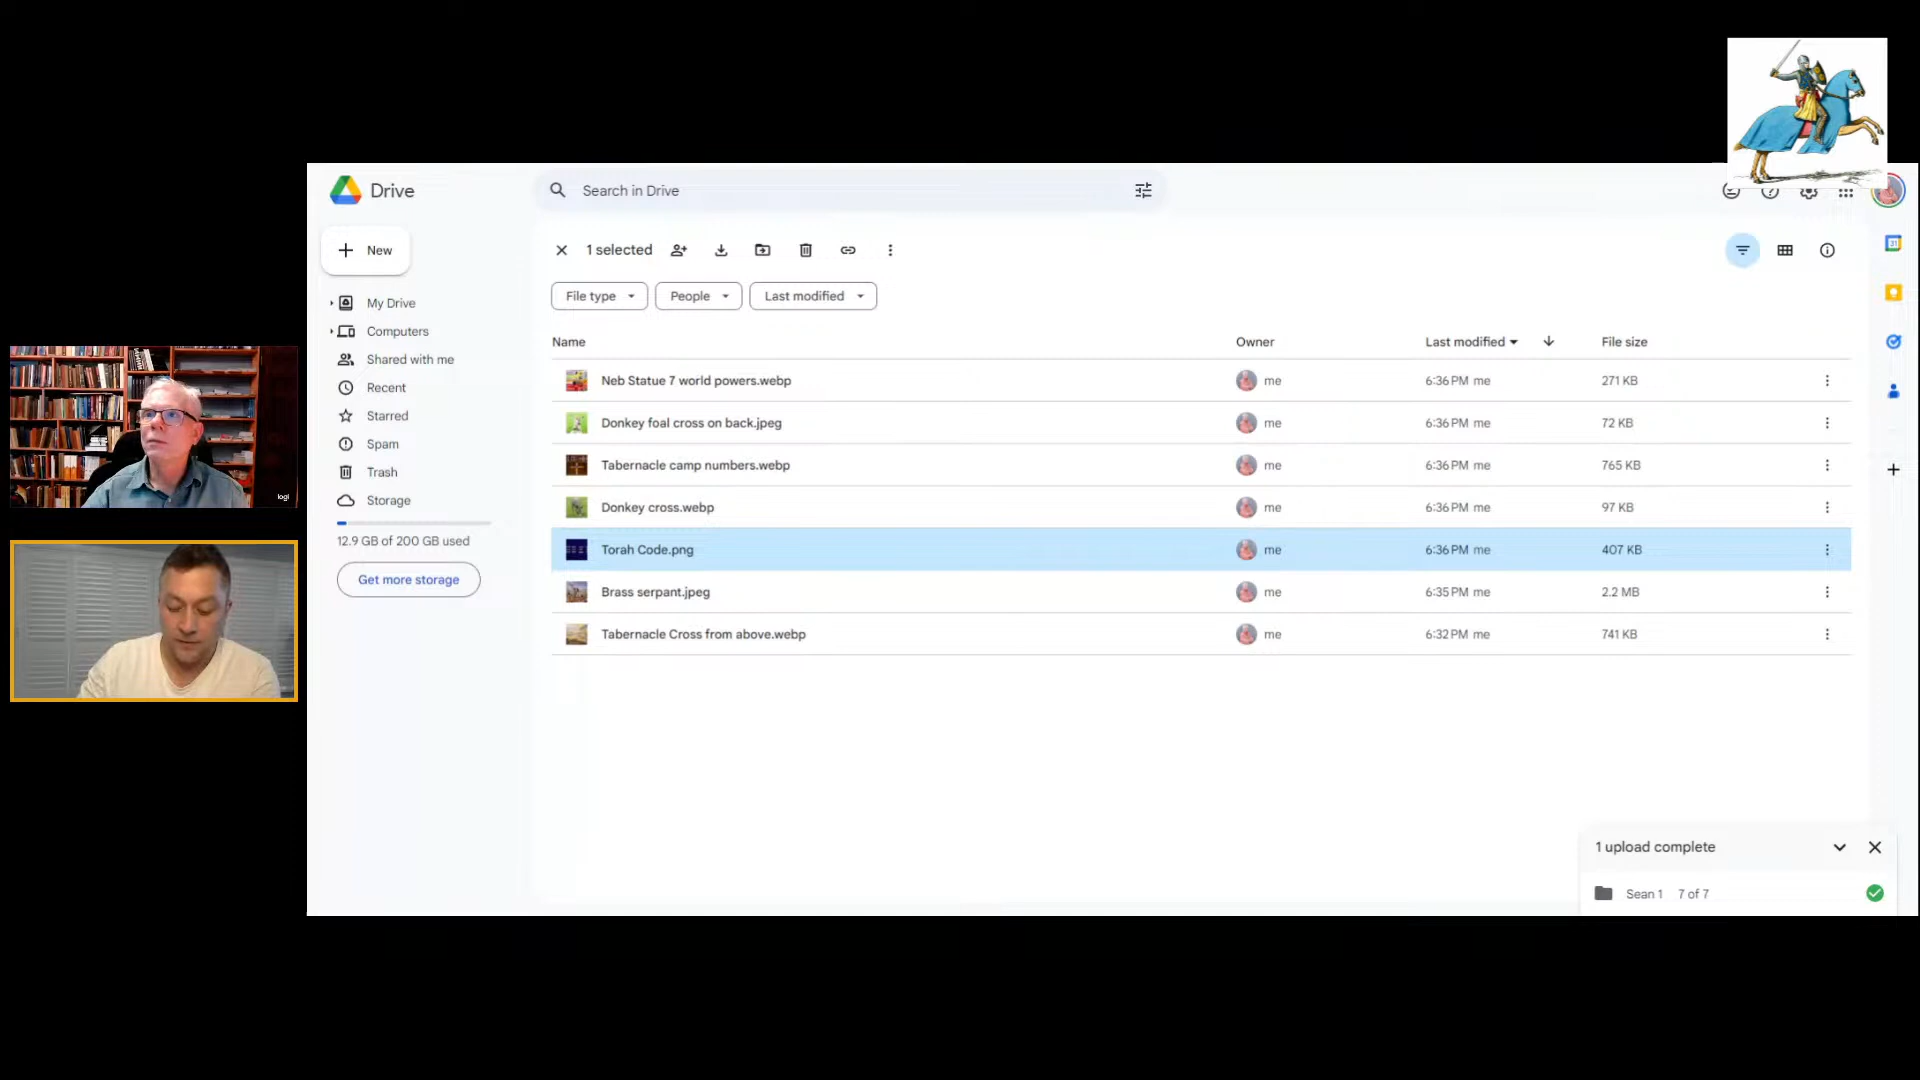 Drive
Search in Drive
New
1 selected
My Drive
Computers
Shared with me
Recent
Starred
Spam
Trash
Storage
12.9 GB of 200 GB used
Get more storage
File type
People
Last modified
Name Owner Last modified File size
Neb Statue 7 world powers.webp me 6:36 PM me 271 KB
Donkey foal cross on back.jpeg me 6:36 PM me 72 KB
Tabernacle camp numbers.webp me 6:36 PM me 765 KB
Donkey cross.webp me 6:36 PM me 97 KB
Torah Code.png me 6:36 PM me 407 KB
Brass serpant.jpeg me 6:35 PM me 2.2 MB
Tabernacle Cross from above.webp me 6:32 PM me 741 KB
1 upload complete
Sean 1 7 of 7
logi
31